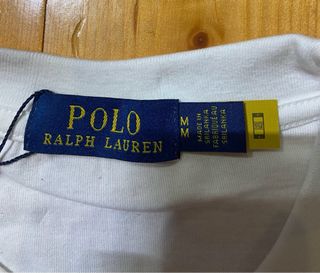 POLO
RALPH LAUREN
M
M
MADE IN
SRI LANKA
FABRIQUÉ AU
SRI LANKA